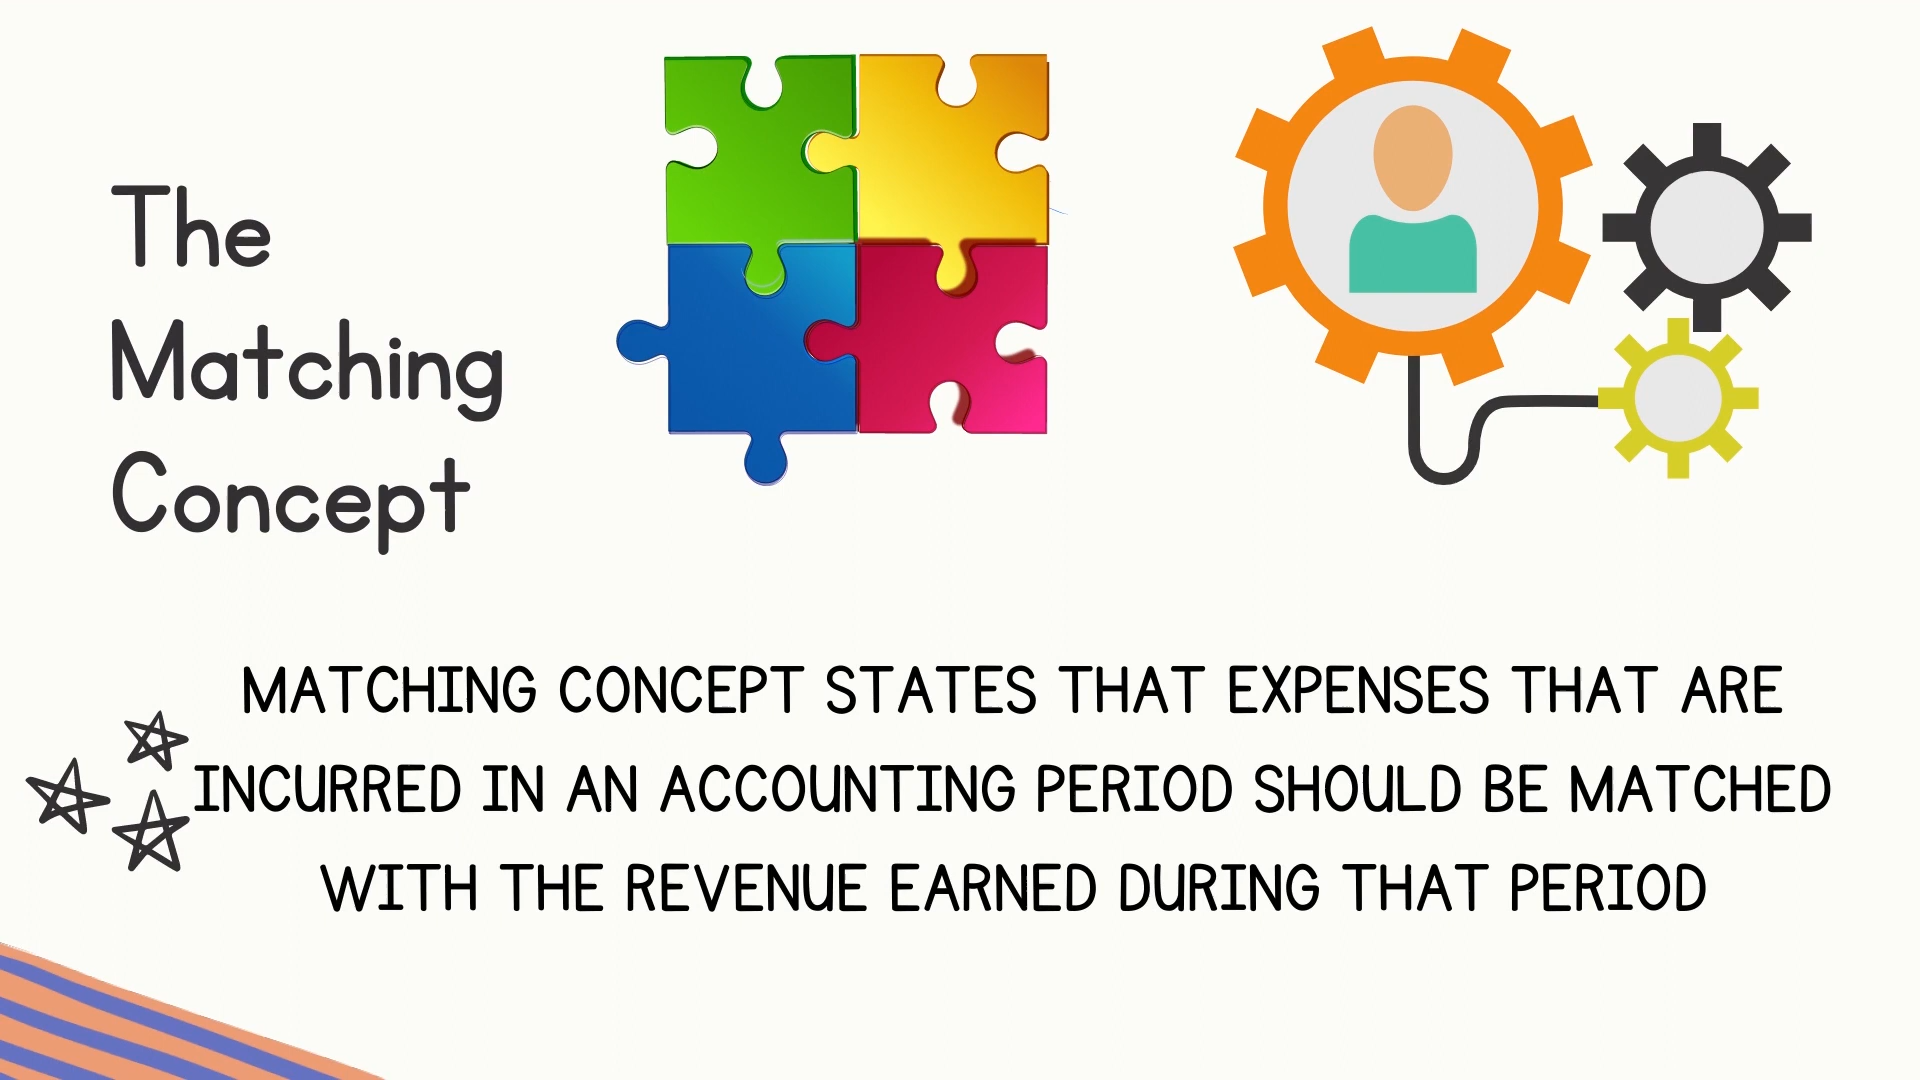 The
Matching
Concept
MATCHING CONCEPT STATES THAT EXPENSES THAT ARE
INCURRED IN AN ACCOUNTING PERIOD SHOULD BE MATCHED
WITH THE REVENUE EARNED DURING THAT PERIOD